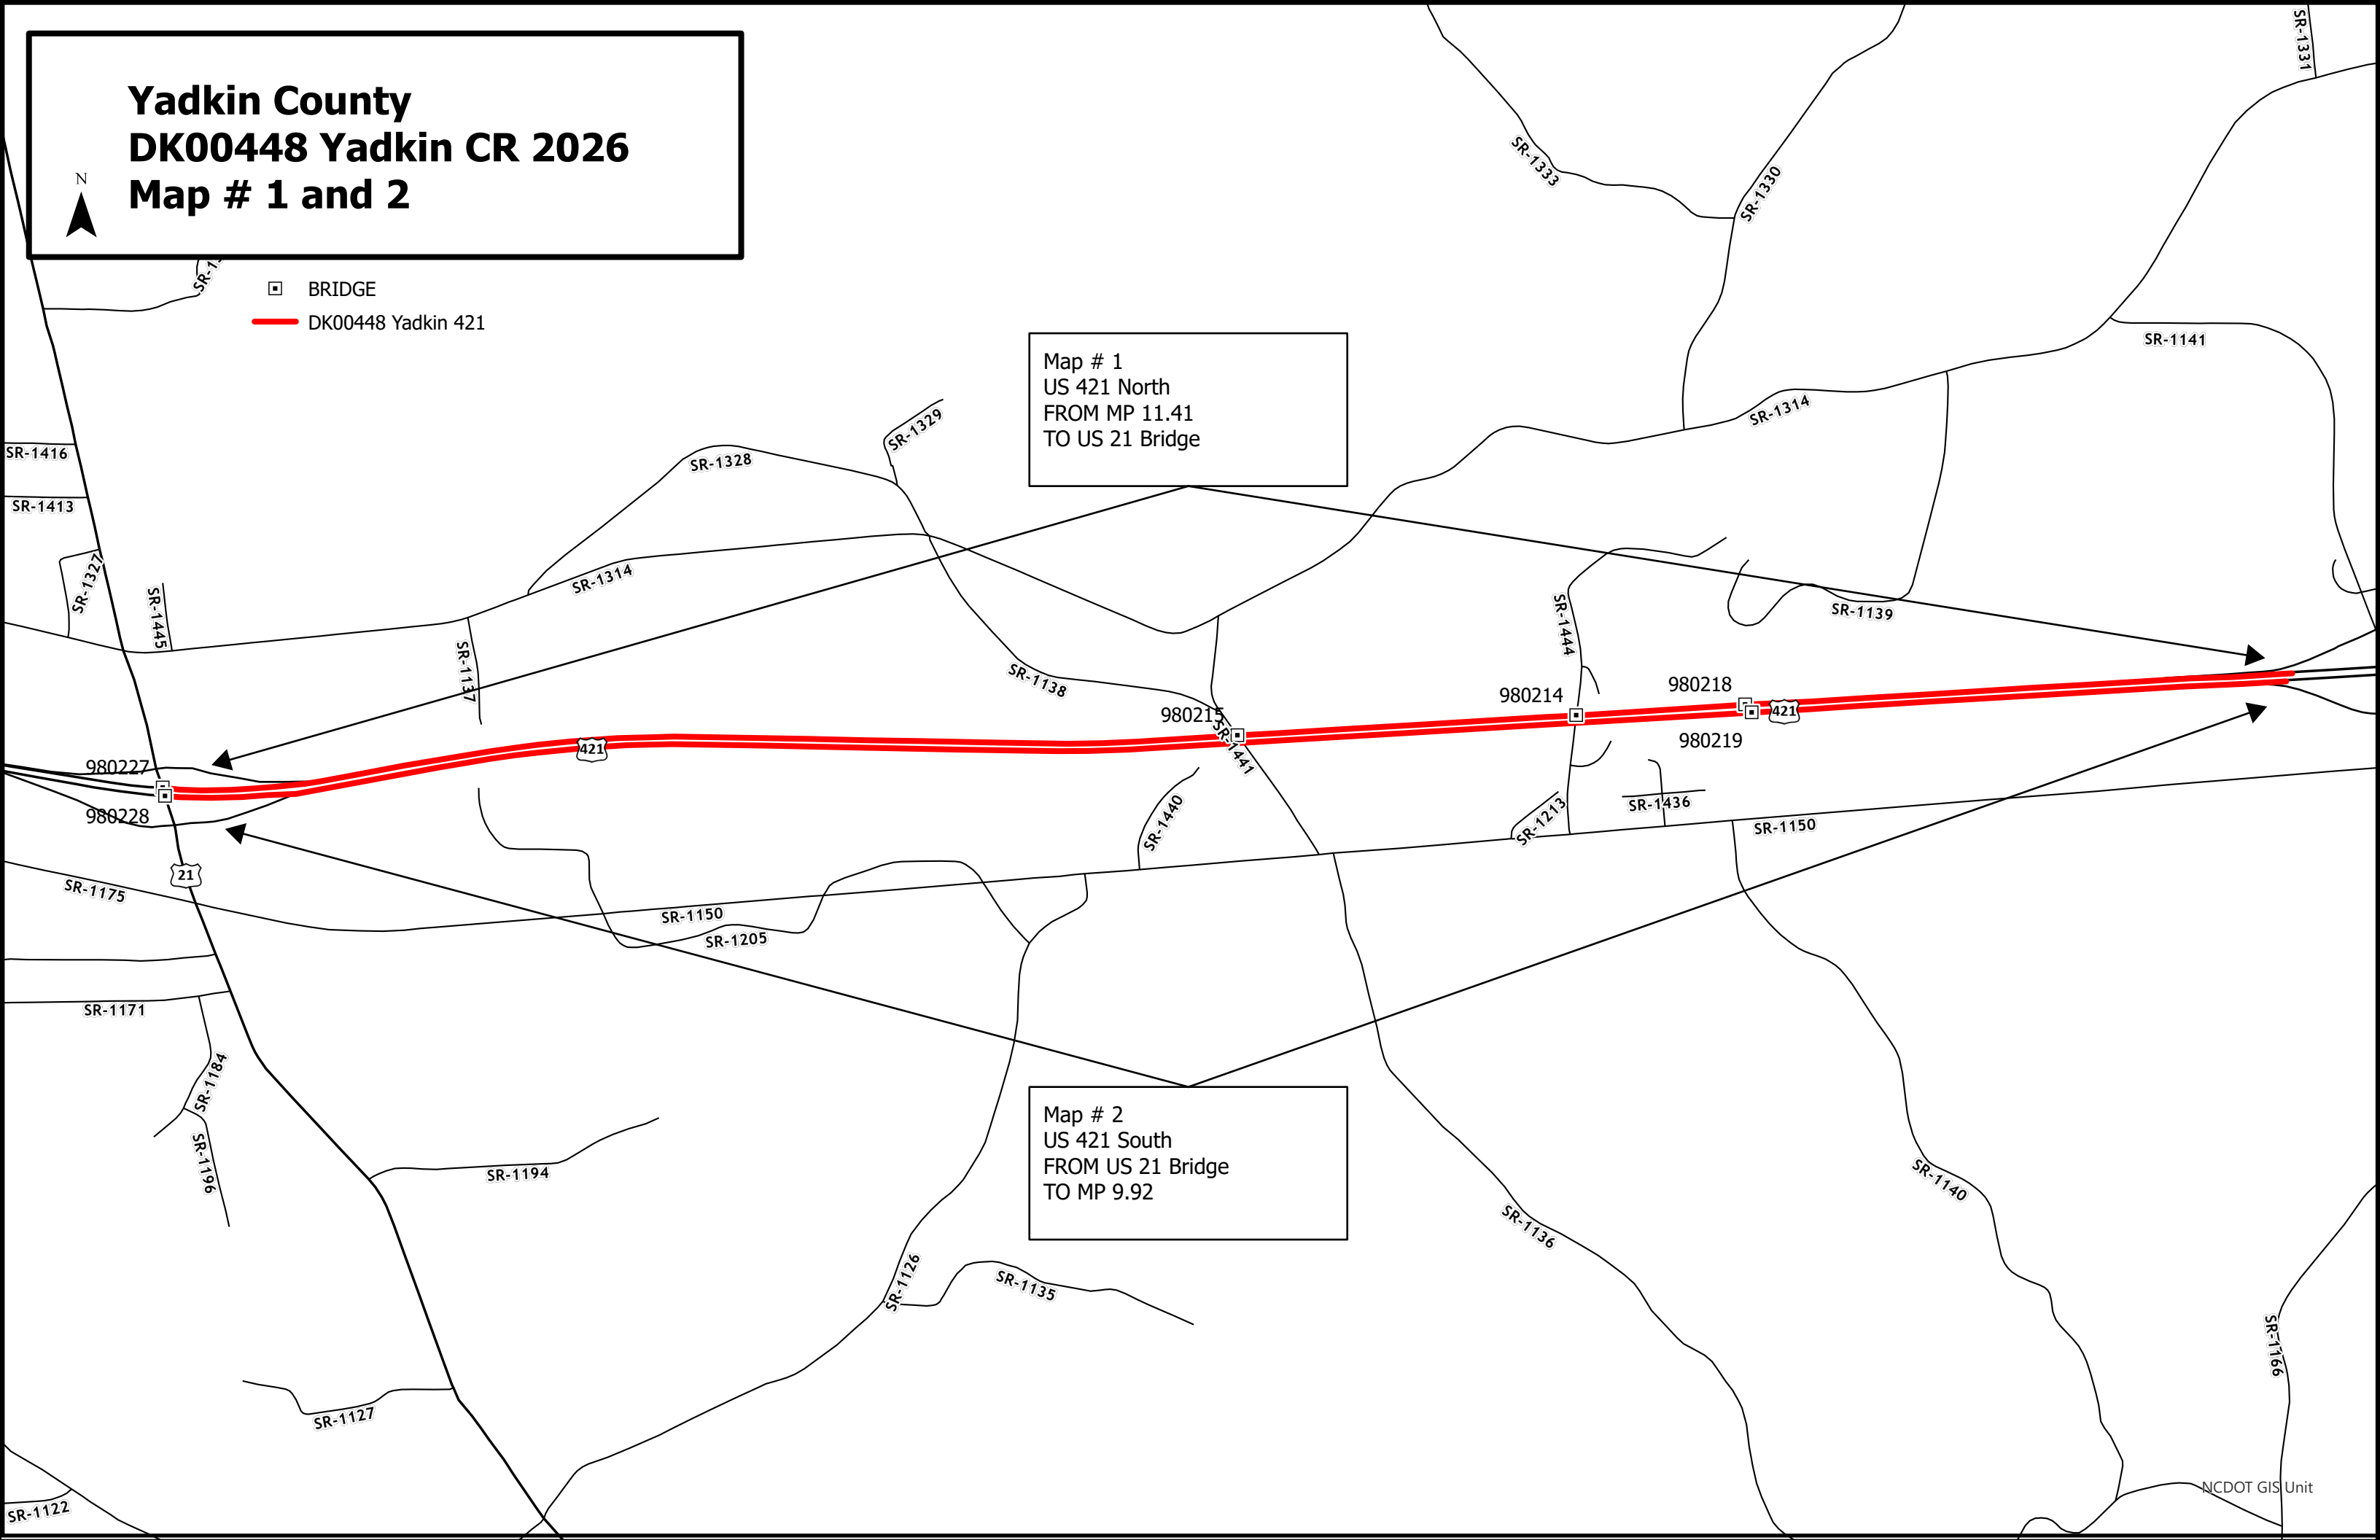 Yadkin County
DK00448 Yadkin CR 2026
Map # 1 and 2
N
BRIDGE
DK00448 Yadkin 421
SR-1331
SR-1333
SR-1330
SR-1141
Map # 1
US 421 North
FROM MP 11.41
TO US 21 Bridge
SR-1314
SR-1329
SR-1328
SR-1416
SR-1413
SR-1327
SR-1445
SR-1314
SR-1137
SR-1138
SR-1444
SR-1139
980214
980218
980215
421
980219
SR-1441
421
980227
980228
21
SR-1440
SR-1213
SR-1436
SR-1150
SR-1175
SR-1150
SR-1205
SR-1171
SR-1184
SR-1196
SR-1194
Map # 2
US 421 South
FROM US 21 Bridge
TO MP 9.92
SR-1140
SR-1136
SR-1126
SR-1135
SR-1166
SR-1127
SR-1122
NCDOT GIS Unit